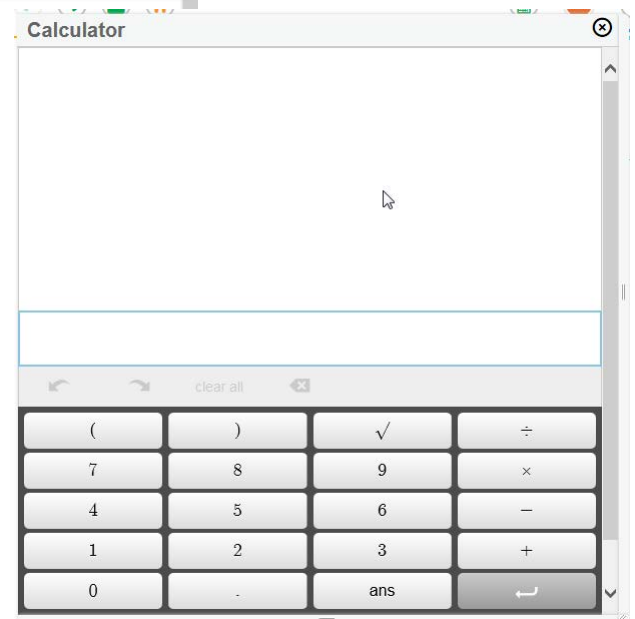 Calculator
clear all
( ) √ ÷
7 8 9 ×
4 5 6 −
1 2 3 +
0 . ans